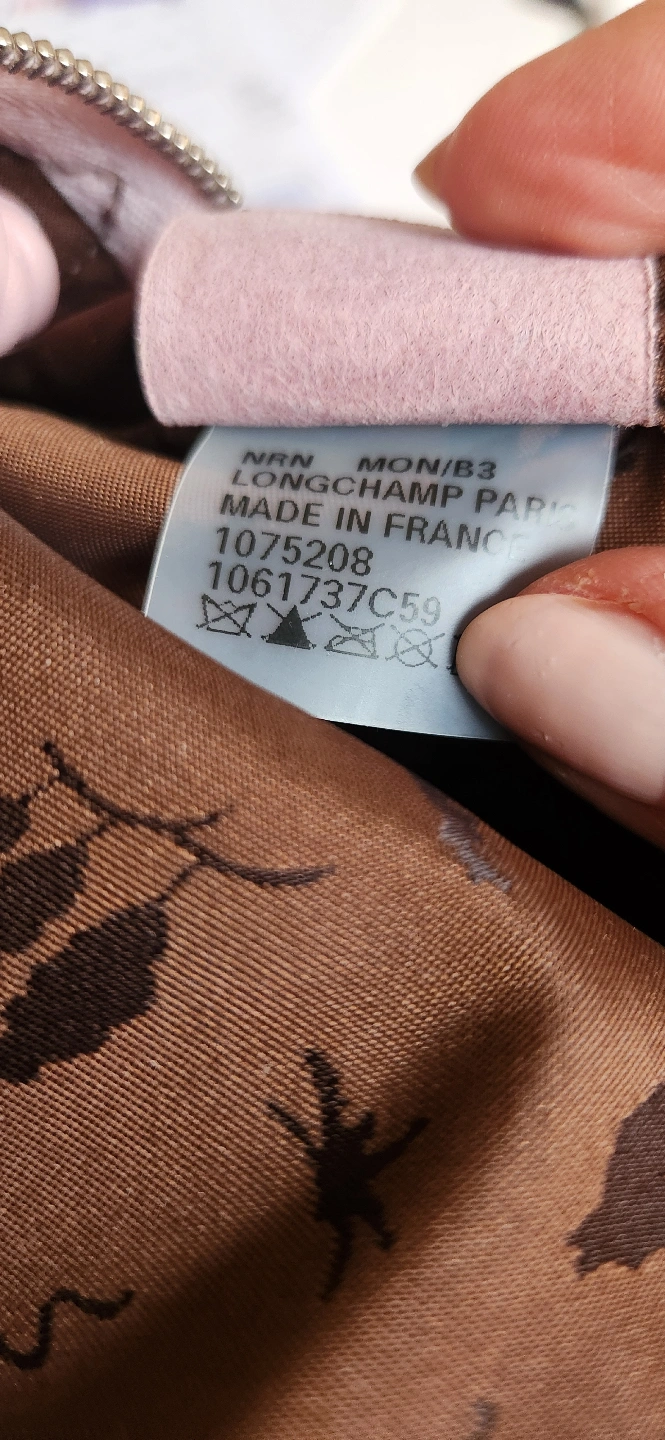 NRN MON/B3
LONGCHAMP PARIS
MADE IN FRANCE
1075208
1061737C59